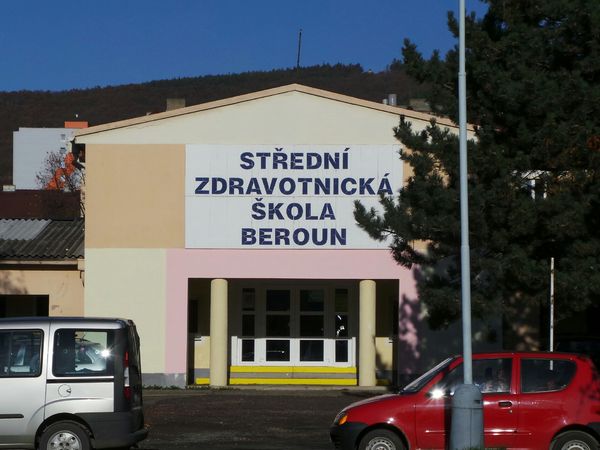 STŘEDNÍ
ZDRAVOTNICKÁ
ŠKOLA
BEROUN